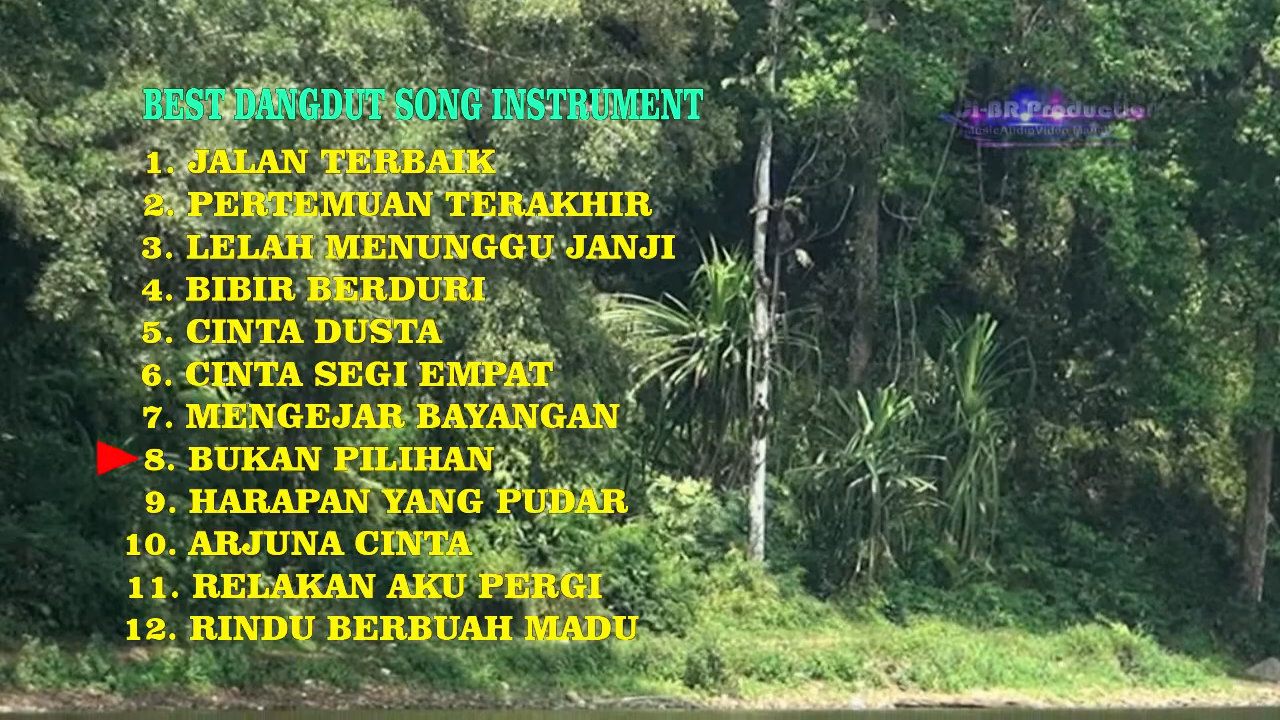 BEST DANGDUT SONG INSTRUMENT
1. JALAN TERBAIK
2. PERTEMUAN TERAKHIR
3. LELAH MENUNGGU JANJI
4. BIBIR BERDURI
5. CINTA DUSTA
6. CINTA SEGI EMPAT
7. MENGEJAR BAYANGAN
8. BUKAN PILIHAN
9. HARAPAN YANG PUDAR
10. ARJUNA CINTA
11. RELAKAN AKU PERGI
12. RINDU BERBUAH MADU
Production
MusicAudioVideo